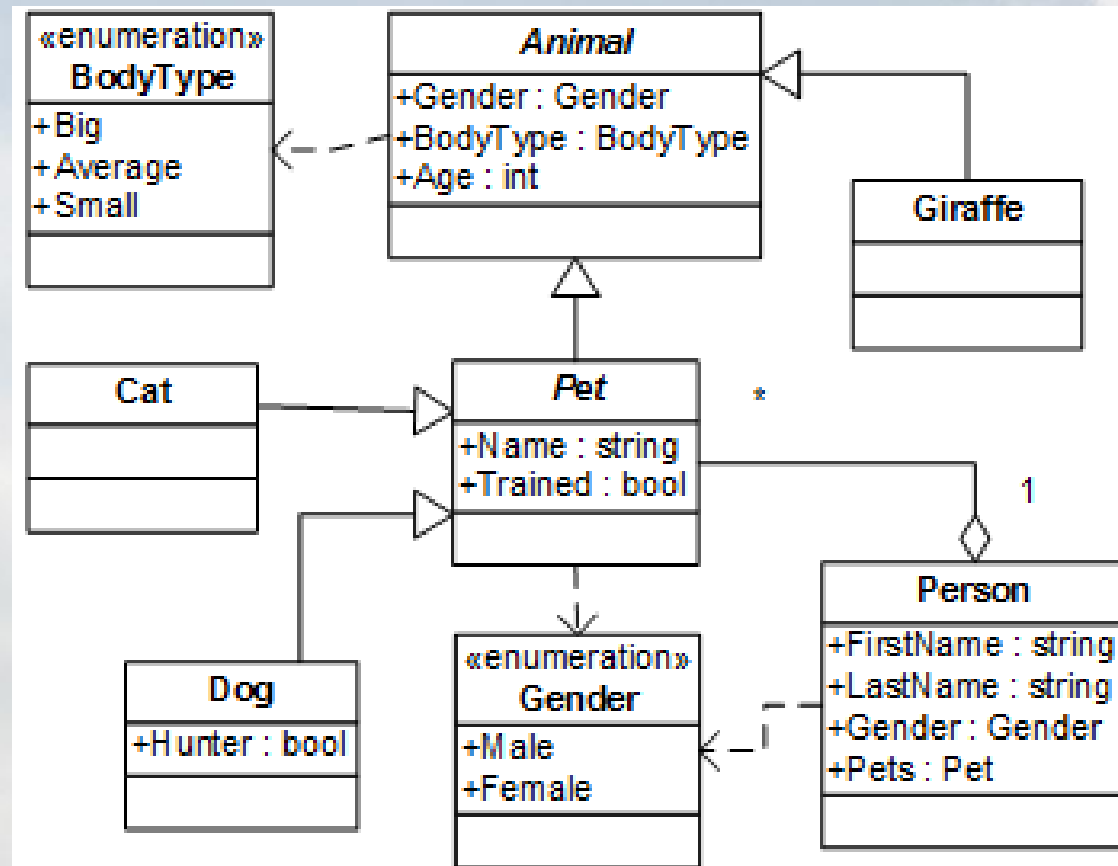 «enumeration»
BodyType
+Big
+Average
+Small
Animal
+Gender : Gender
+BodyType : BodyType
+Age : int
Giraffe
Cat
Pet
+Name : string
+Trained : bool
*
1
Dog
+Hunter : bool
«enumeration»
Gender
+Male
+Female
Person
+FirstName : string
+LastName : string
+Gender : Gender
+Pets : Pet